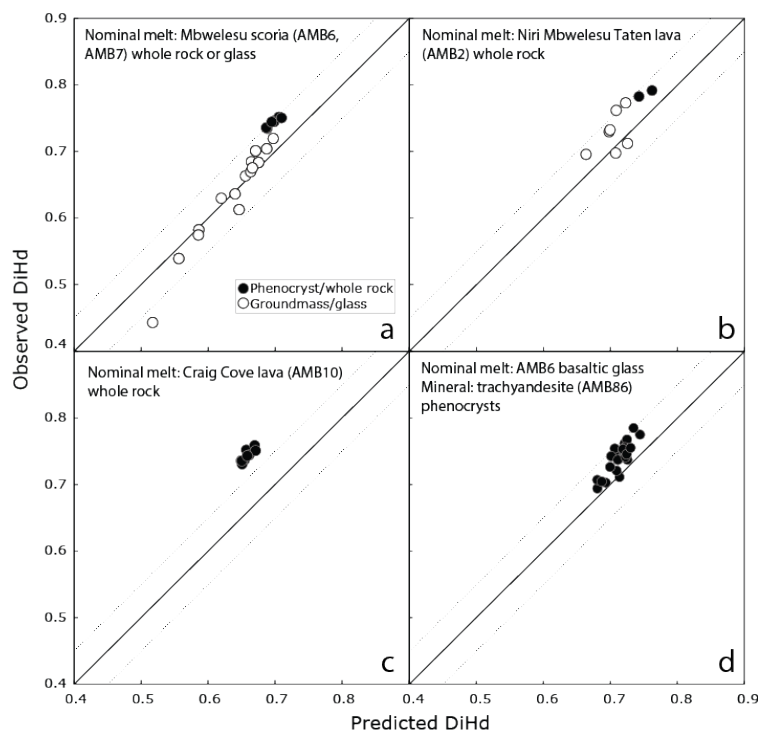 Nominal melt: Mbwelesu scoria (AMB6,
AMB7) whole rock or glass
Nominal melt: Niri Mbwelesu Taten lava
(AMB2) whole rock
0.9
0.8
0.7
0.6
0.5
0.4
Phenocryst/whole rock
Groundmass/glass
a
b
Observed DiHd
Nominal melt: Craig Cove lava (AMB10)
whole rock
Nominal melt: AMB6 basaltic glass
Mineral: trachyandesite (AMB86)
phenocrysts
0.8
0.7
0.6
0.5
0.4
c
d
0.4
0.5
0.6
0.7
0.8
0.4
0.5
0.6
0.7
0.8
0.9
Predicted DiHd